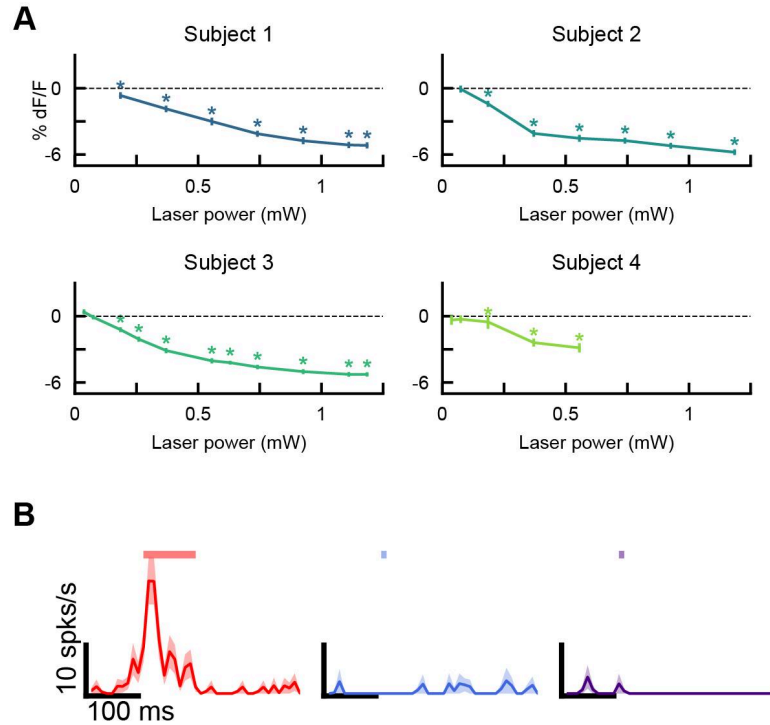 A
Subject 1
Subject 2
% dF/F
0
-6
0
0.5
1
Laser power (mW)
* * * * * * *
0
-6
0
0.5
1
Laser power (mW)
* * * * * *
Subject 3
Subject 4
0
-6
0
0.5
1
Laser power (mW)
* * * * * * * * *
0
-6
0
0.5
1
Laser power (mW)
* * *
B
10 spks/s
100 ms